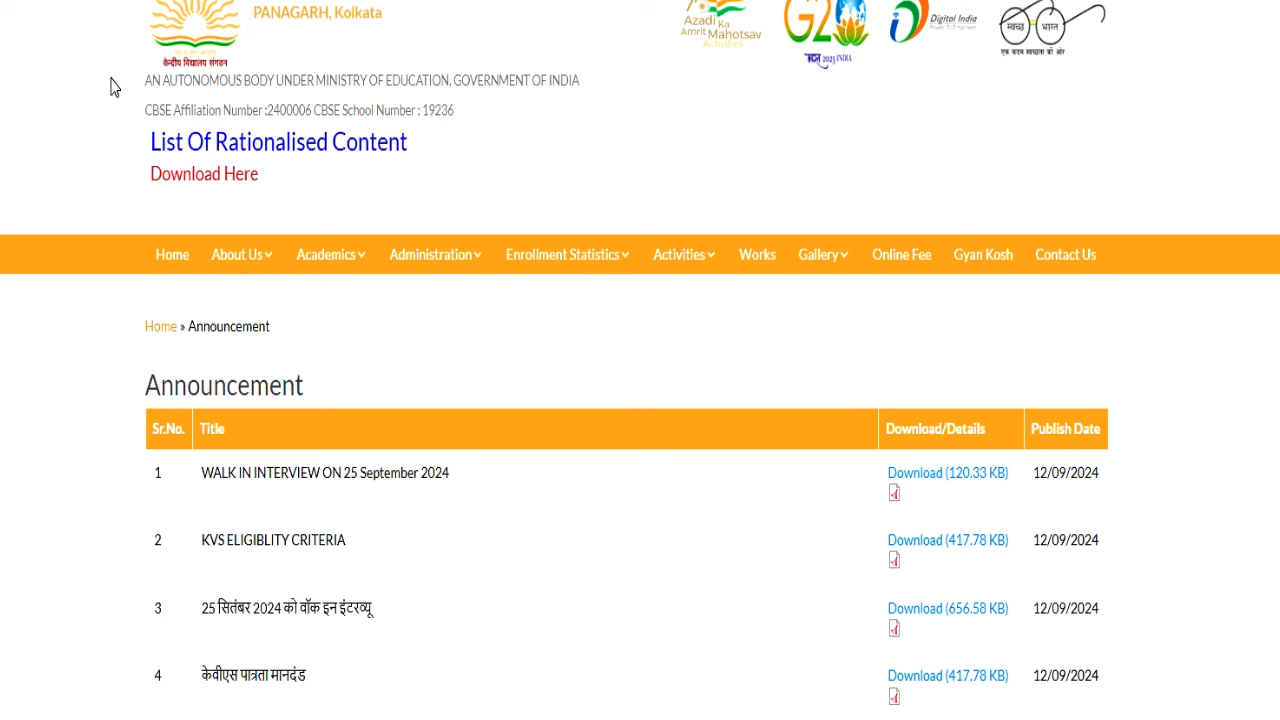 PANAGARH, Kolkata
केन्द्रीय विद्यालय संगठन
Azadi Ka
Amrit Mahotsav
Activities
G20
2023 INDIA
Digital India
Power To Empower
स्वच्छ भारत
एक कदम स्वच्छता की ओर
AN AUTONOMOUS BODY UNDER MINISTRY OF EDUCATION, GOVERNMENT OF INDIA
CBSE Affiliation Number :2400006 CBSE School Number : 19236
List Of Rationalised Content
Download Here
Home About Us Academics Administration Enrollment Statistics Activities Works Gallery Online Fee Gyan Kosh Contact Us
Home » Announcement
Announcement
Sr.No. Title Download/Details Publish Date
1 WALK IN INTERVIEW ON 25 September 2024 Download (120.33 KB) 12/09/2024
2 KVS ELIGIBLITY CRITERIA Download (417.78 KB) 12/09/2024
3 25 सितंबर 2024 को वॉक इन इंटरव्यू Download (656.58 KB) 12/09/2024
4 केवीएस पात्रता मानदंड Download (417.78 KB) 12/09/2024